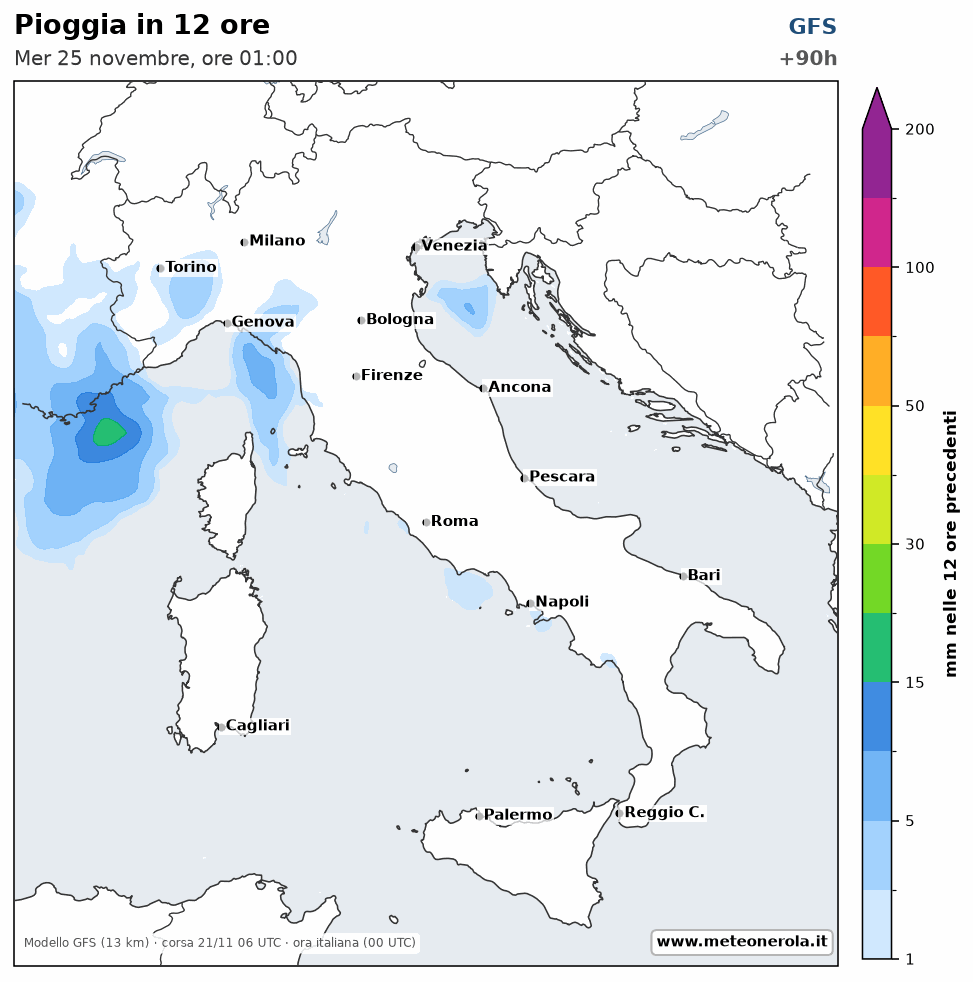 Pioggia in 12 ore
GFS
Mer 25 novembre, ore 01:00
+90h
Milano
Venezia
Torino
Genova
Bologna
Firenze
Ancona
Pescara
Roma
Bari
Napoli
Cagliari
Palermo
Reggio C.
Modello GFS (13 km) · corsa 21/11 06 UTC · ora italiana (00 UTC)
www.meteonerola.it
200
100
50
30
15
5
1
mm nelle 12 ore precedenti